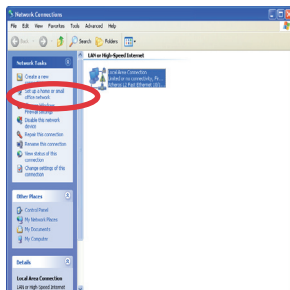 Network Connections
File Edit View Favorites Tools Advanced Help
Back Search Folders
LAN or High-Speed Internet
Network Tasks
Create a new
Set up a home or small
office network
Disable this network
device
Repair this connection
Rename this connection
View status of this
connection
Change settings of this
connection
Local Area Connection
Other Places
Control Panel
My Network Places
My Documents
My Computer
Details
Local Area Connection
LAN or High-Speed Internet